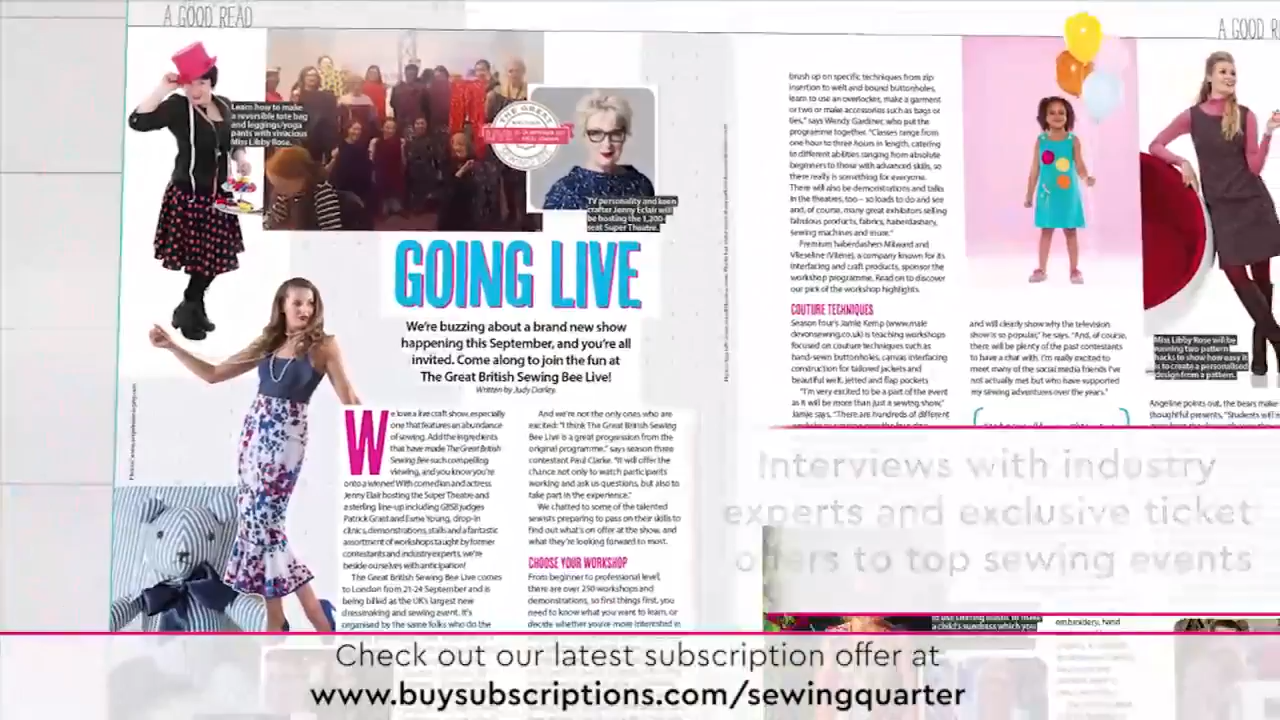 A GOOD READ
A GOOD RE
Learn how to make
a reversible tote bag
and leggings/yoga
pants with vivacious
Miss Libby Rose.
THE GREAT
LIVE
TV personality and keen
crafter Jenny Eclair will
be hosting the 1,200-
seat Super Theatre.
GOING LIVE
We're buzzing about a brand new show
happening this September, and you're all
invited. Come along to join the fun at
The Great British Sewing Bee Live!
Written by Judy Darley.
We love a live craft show, especially
one that features an abundance
of sewing. Add the ingredients
that have made The Great British
Sewing Bee such compelling
viewing, and you know you're
onto a winner! With comedian and actress
Jenny Elair hosting the Super Theatre and
a sterling line-up including GBSB judges
Patrick Grant and Esme Young, drop-in
clinics, demonstrations, stalls and a fantastic
assortment of workshops taught by former
contestants and industry experts, we're
beside ourselves with anticipation!
The Great British Sewing Bee Live comes
to London from 21-24 September and is
being billed as the UK's largest new
dressmaking and sewing event. It's
organised by the same folks who do the
And we're not the only ones who are
excited: "I think The Great British Sewing
Bee Live is a great progession from the
original programme," says season three
contestant Paul Clarke. "It will offer the
chance not only to watch participants
working and ask us questions, but also to
take part in the experience."
We chatted to some of the talented
sewists preparing to pass on their skills to
find out what's on offer at the show, and
what they're looking forward to most.
CHOOSE YOUR WORKSHOP
From beginner to professional level,
there are over 250 workshops and
demonstrations, so first things first, you
need to know what you want to learn, or
decide whether you're more interested in
brush up on specific techniques from zip
insertion to welt and bound buttonholes,
learn to use an overlocker, make a garment
or two or make accessories such as bags or
ties," says Wendy Gardiner, who put the
programme together. "Classes range from
one hour to three hours in length, catering
to different abilities ranging from absolute
beginners to those with advanced skills, so
there really is something for everyone.
There will also be demonstrations and talks
in the theatres, too – so loads to do and see
and, of course, many great exhibitors selling
fabulous products, fabrics, haberdashery,
sewing machines and more."
Premium haberdashers Milward and
Vlieseline (Vilene), a company known for its
interfacing and craft products, sponsor the
workshop programme. Read on to discover
our pick of the workshop highlights.
COUTURE TECHNIQUES
Season four's Jamie Kemp (www.male
devonsewing.co.uk) is teaching workshops
focused on couture techniques such as
hand-sewn buttonholes, canvas interfacing
construction for tailored jackets and
beautiful welt, jetted and flap pockets
"I'm very excited to be a part of the event
as it will be more than just a sewing show,"
Jamie says. "There are hundreds of different
and will clearly show why the television
show is so popular," he says. "And, of course,
there will be plenty of the past contestants
to have a chat with. I'm really excited to
meet many of the social media friends I've
not actually met but who have supported
my sewing adventures over the years."
Miss Libby Rose will be
running two pattern
hacks to show how easy it
is to create a personalised
design from a pattern.
Angeline points out, the bears make
thoughtful presents, "Students will
Interviews with industry
experts and exclusive ticket
offers to top sewing events
a child's sundress which you
embroidery, hand
Check out our latest subscription offer at
www.buysubscriptions.com/sewingquarter